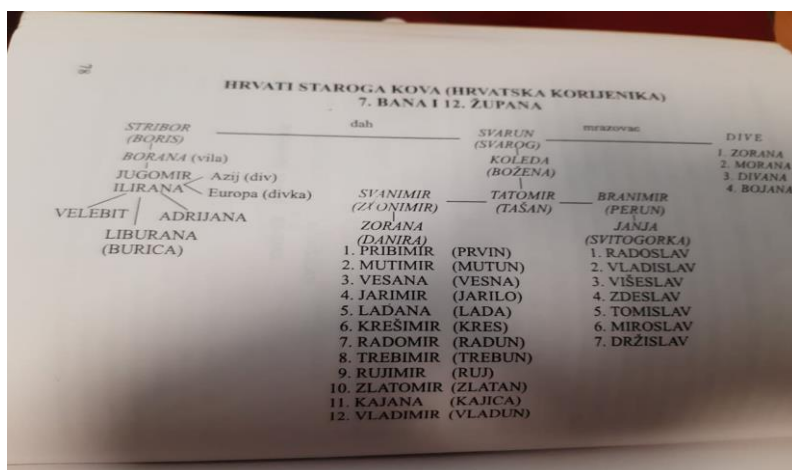 78
HRVATI STAROGA KOVA (HRVATSKA KORIJENIKA)
7. BANA I 12. ŽUPANA
STRIBOR dah SVARUN mrazovac DIVE
(BORIS) (SVAROG) 1. ZORANA
BORANA (vila) KOLEDA 2. MORANA
JUGOMIR Azij (div) (BOŽENA) 3. DIVANA
ILIRANA Europa (divka) SVANIMIR TATOMIR BRANIMIR 4. BOJANA
VELEBIT ADRIJANA (ZVONIMIR) (TAŠAN) (PERUN)
LIBURANA ZORANA JANJA
(BURICA) (DANIRA) (SVITOGORKA)
1. PRIBIMIR (PRVIN) 1. RADOSLAV
2. MUTIMIR (MUTUN) 2. VLADISLAV
3. VESANA (VESNA) 3. VIŠESLAV
4. JARIMIR (JARILO) 4. ZDESLAV
5. LADANA (LADA) 5. TOMISLAV
6. KREŠIMIR (KRES) 6. MIROSLAV
7. RADOMIR (RADUN) 7. DRŽISLAV
8. TREBIMIR (TREBUN)
9. RUJIMIR (RUJ)
10. ZLATOMIR (ZLATAN)
11. KAJANA (KAJICA)
12. VLADIMIR (VLADUN)